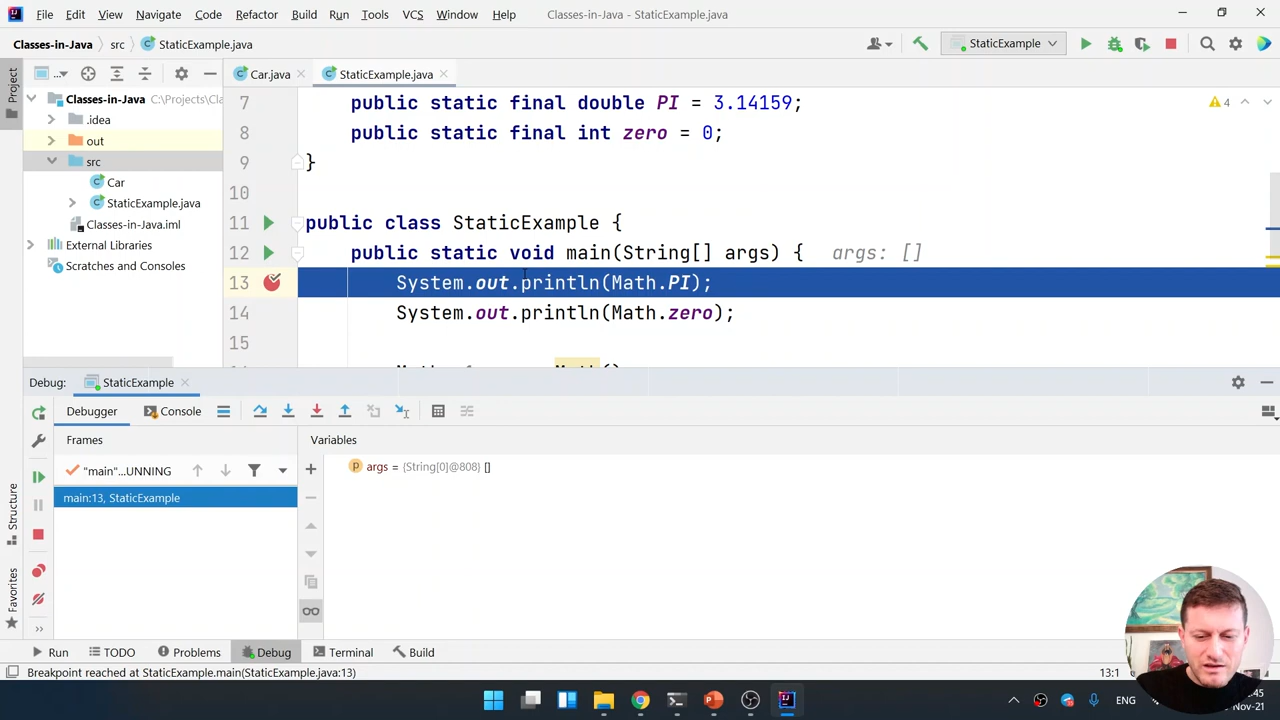 File Edit View Navigate Code Refactor Build Run Tools VCS Window Help Classes-in-Java - StaticExample.java
Classes-in-Java src StaticExample.java StaticExample
Project
... Car.java StaticExample.java
Classes-in-Java C:\Projects\Cla
.idea
out
src
Car
StaticExample.java
Classes-in-Java.iml
External Libraries
Scratches and Consoles
4
7 public static final double PI = 3.14159;
8 public static final int zero = 0;
9 }
10
11 public class StaticExample {
12 public static void main(String[] args) { args: []
13 System.out.println(Math.PI);
14 System.out.println(Math.zero);
15
Debug: StaticExample
Debugger Console
Frames
Variables
"main"...UNNING
main:13, StaticExample
args = {String[0]@808} []
Structure
Favorites
Run TODO Problems Debug Terminal Build
Breakpoint reached at StaticExample.main(StaticExample.java:13) 13:1
ENG